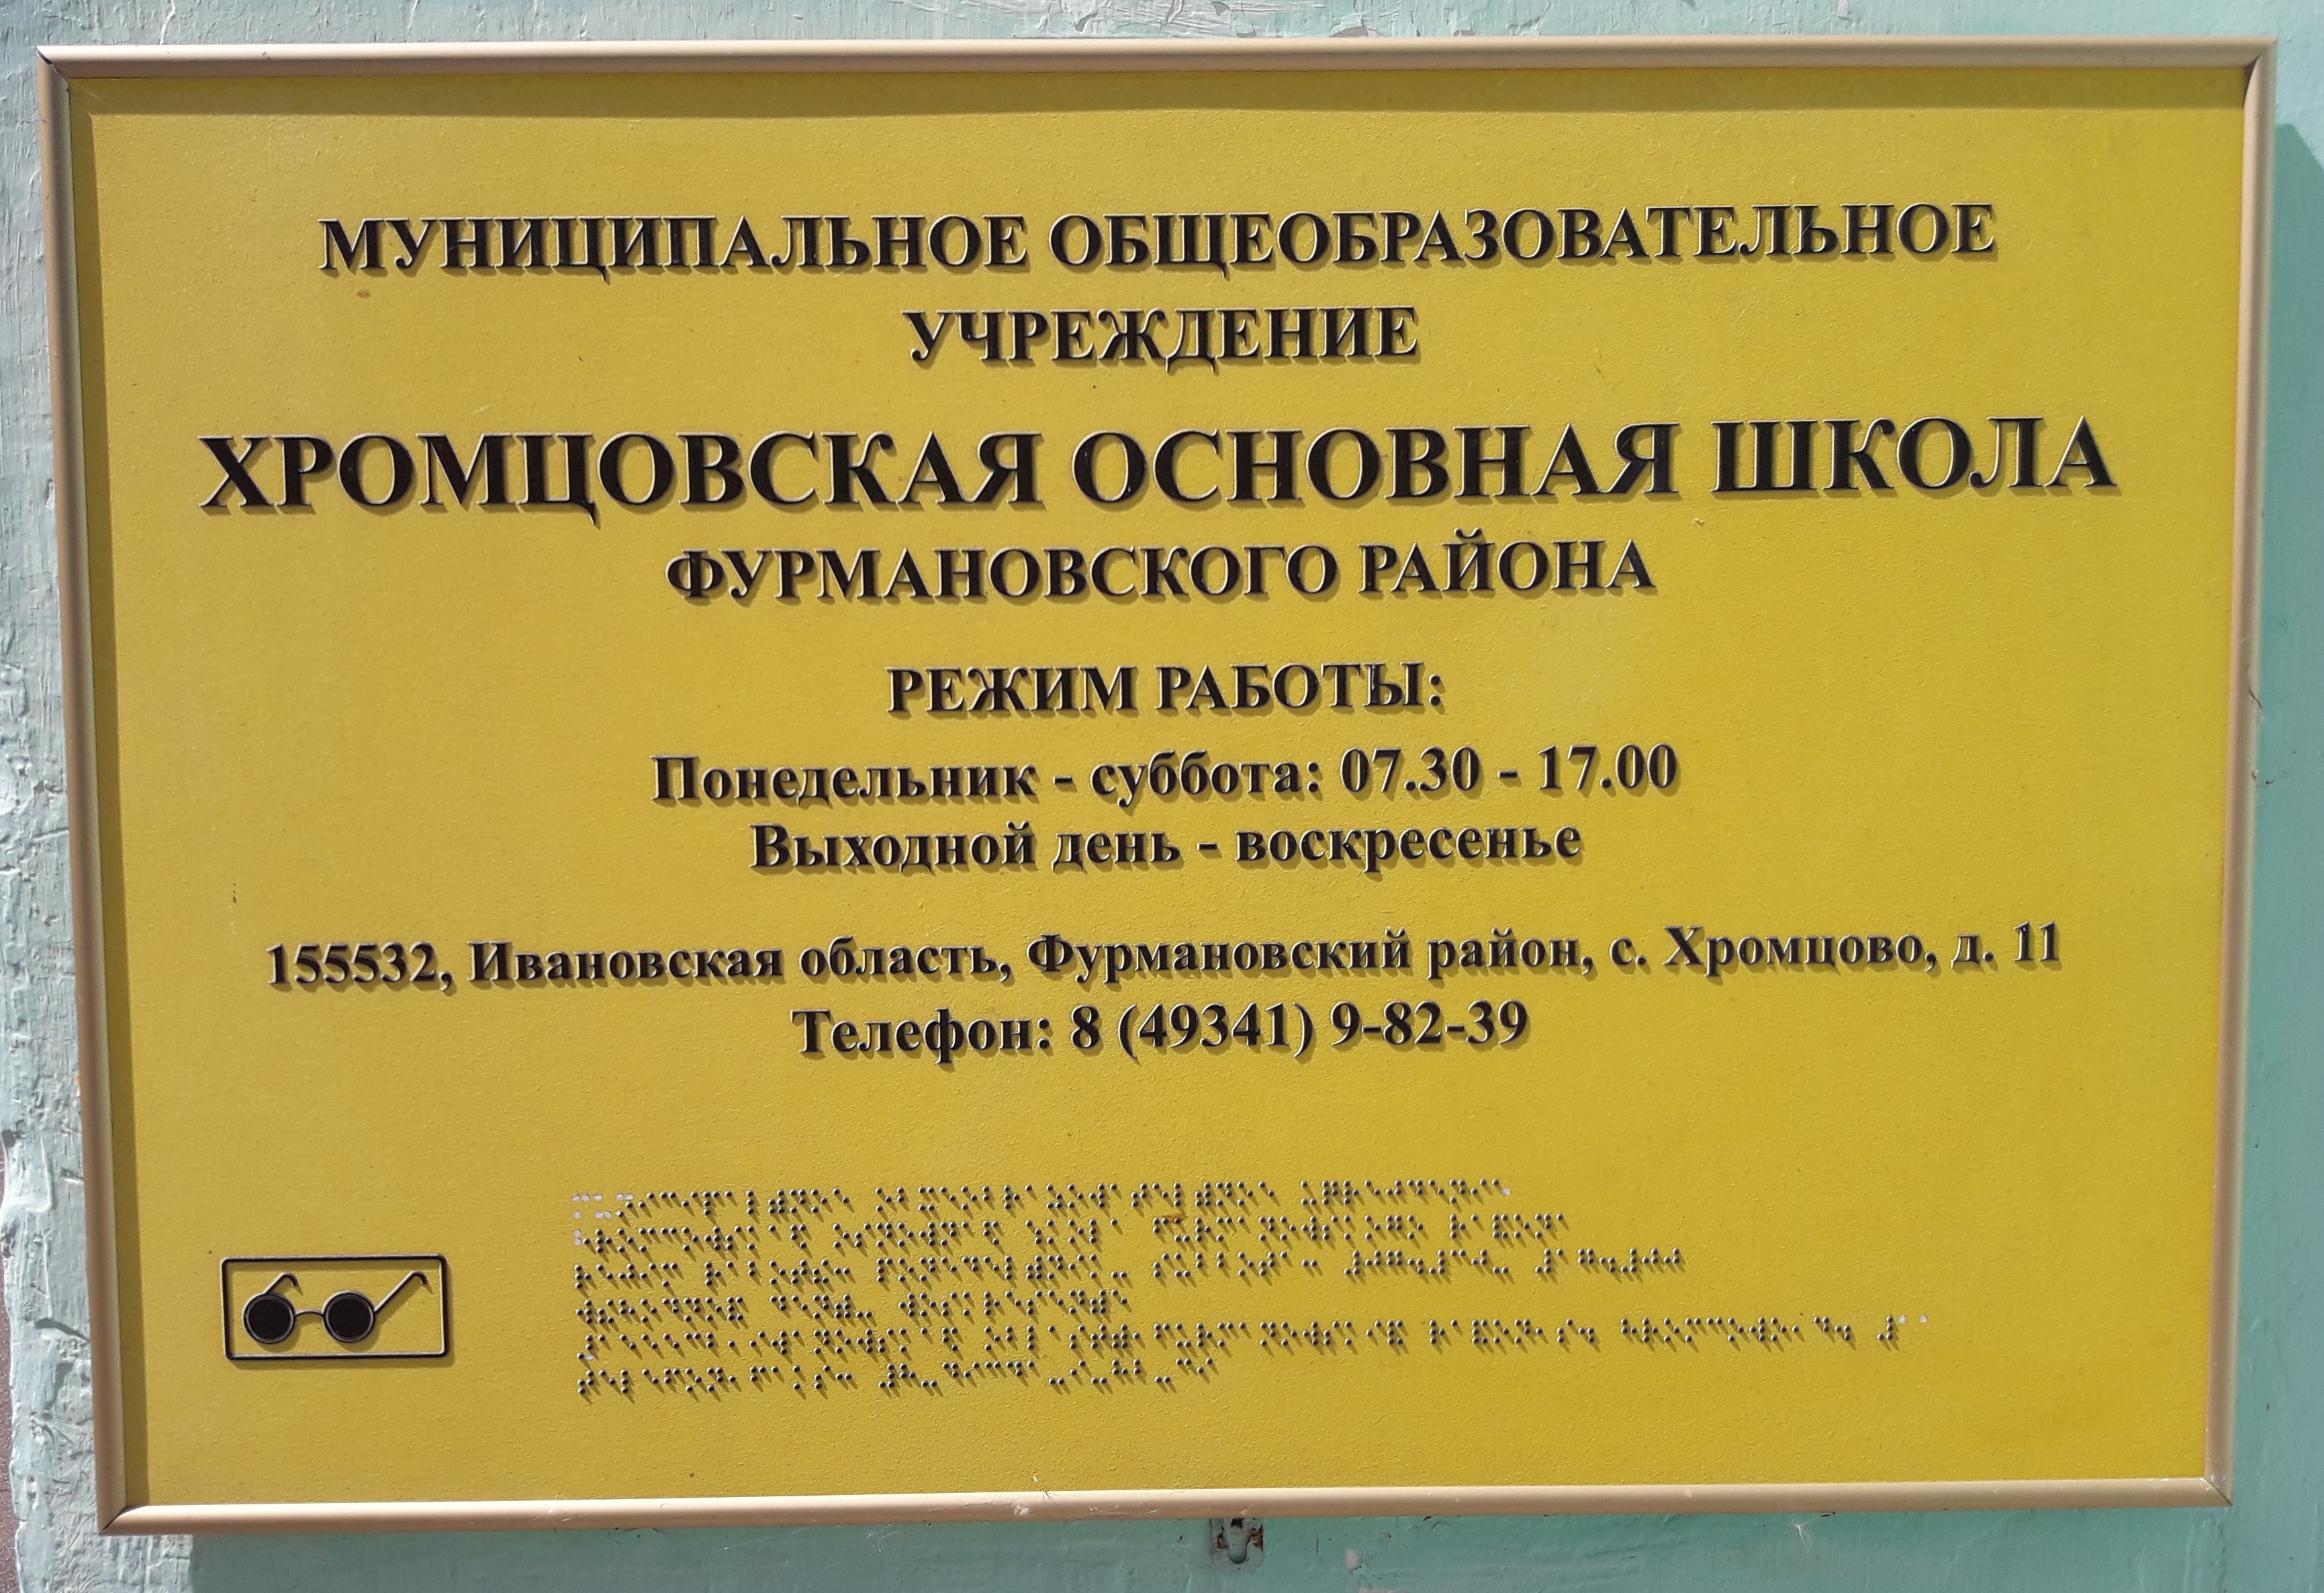 МУНИЦИПАЛЬНОЕ ОБЩЕОБРАЗОВАТЕЛЬНОЕ
УЧРЕЖДЕНИЕ
ХРОМЦОВСКАЯ ОСНОВНАЯ ШКОЛА
ФУРМАНОВСКОГО РАЙОНА
РЕЖИМ РАБОТЫ:
Понедельник - суббота: 07.30 - 17.00
Выходной день - воскресенье
155532, Ивановская область, Фурмановский район, с. Хромцово, д. 11
Телефон: 8 (49341) 9-82-39